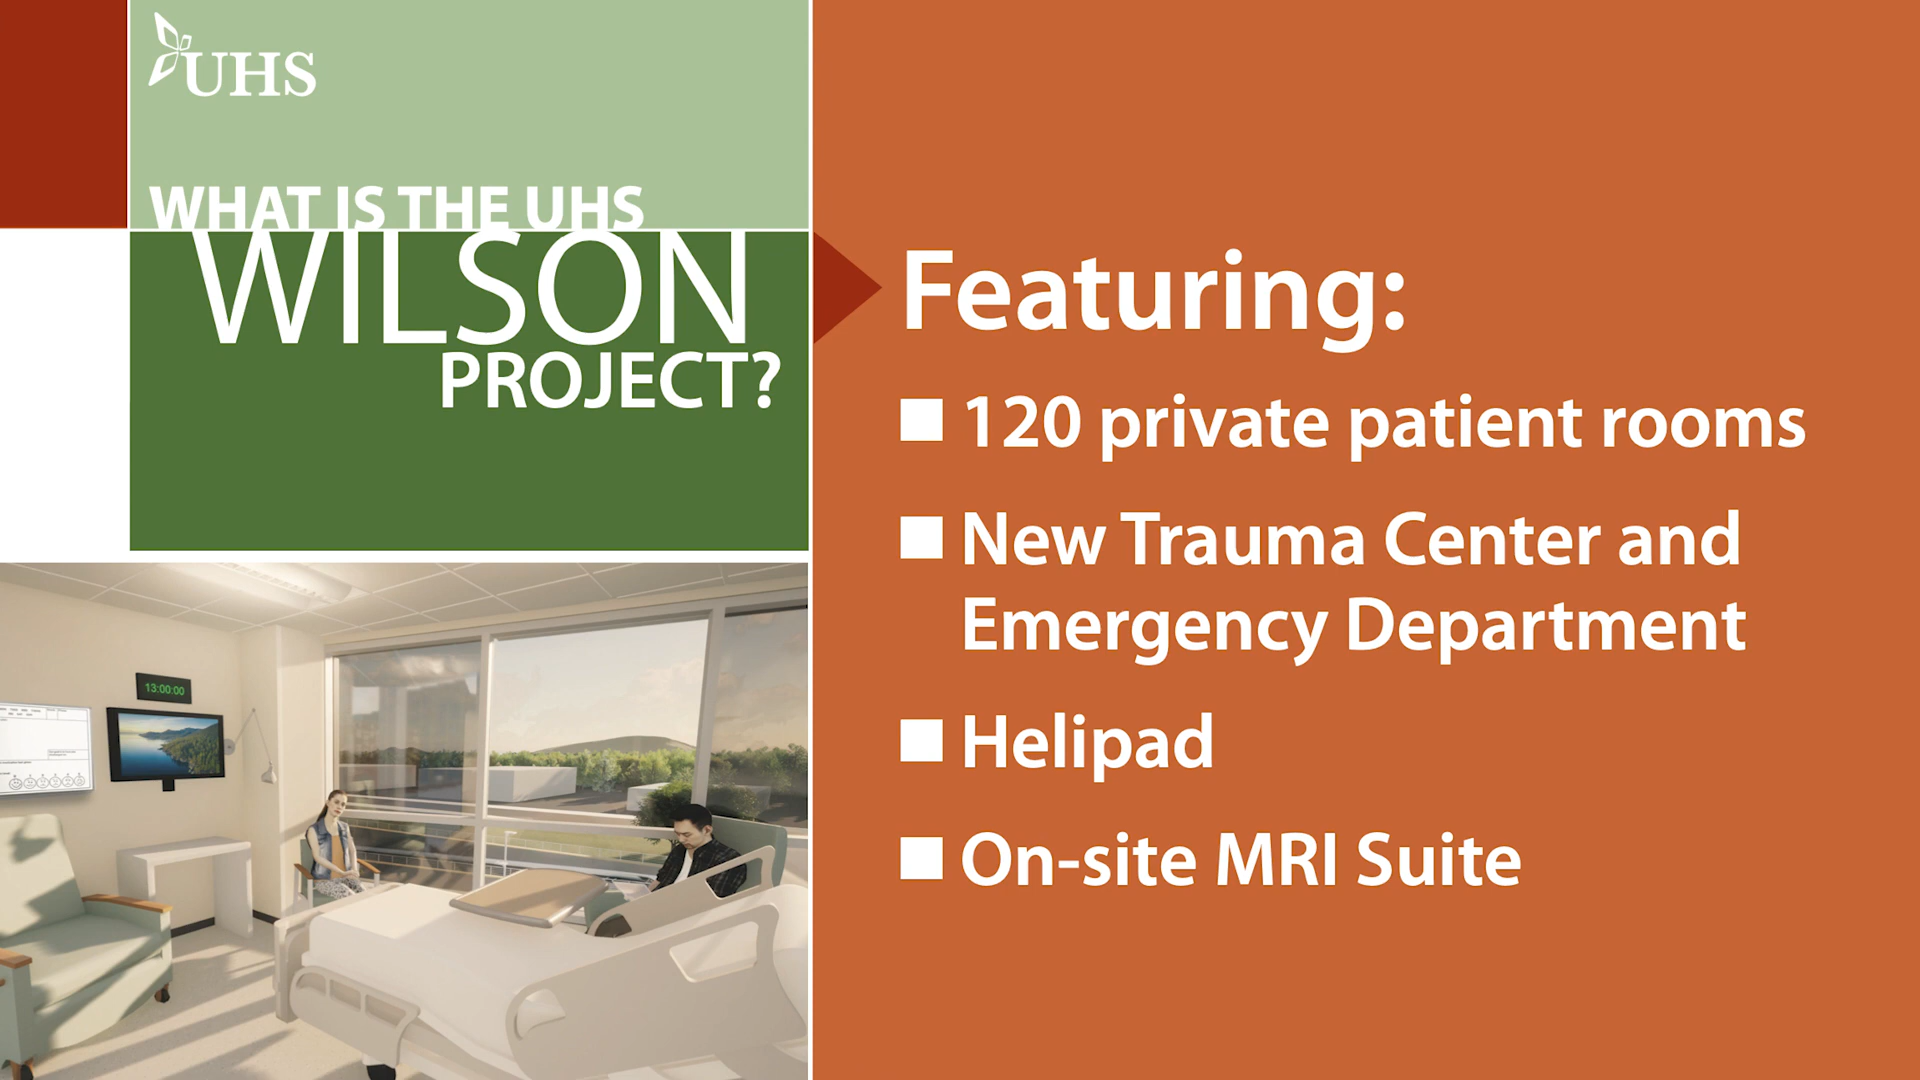 UHS
WHAT IS THE UHS
WILSON
PROJECT?
Featuring:
■ 120 private patient rooms
■ New Trauma Center and
Emergency Department
■ Helipad
■ On-site MRI Suite
13:00:00